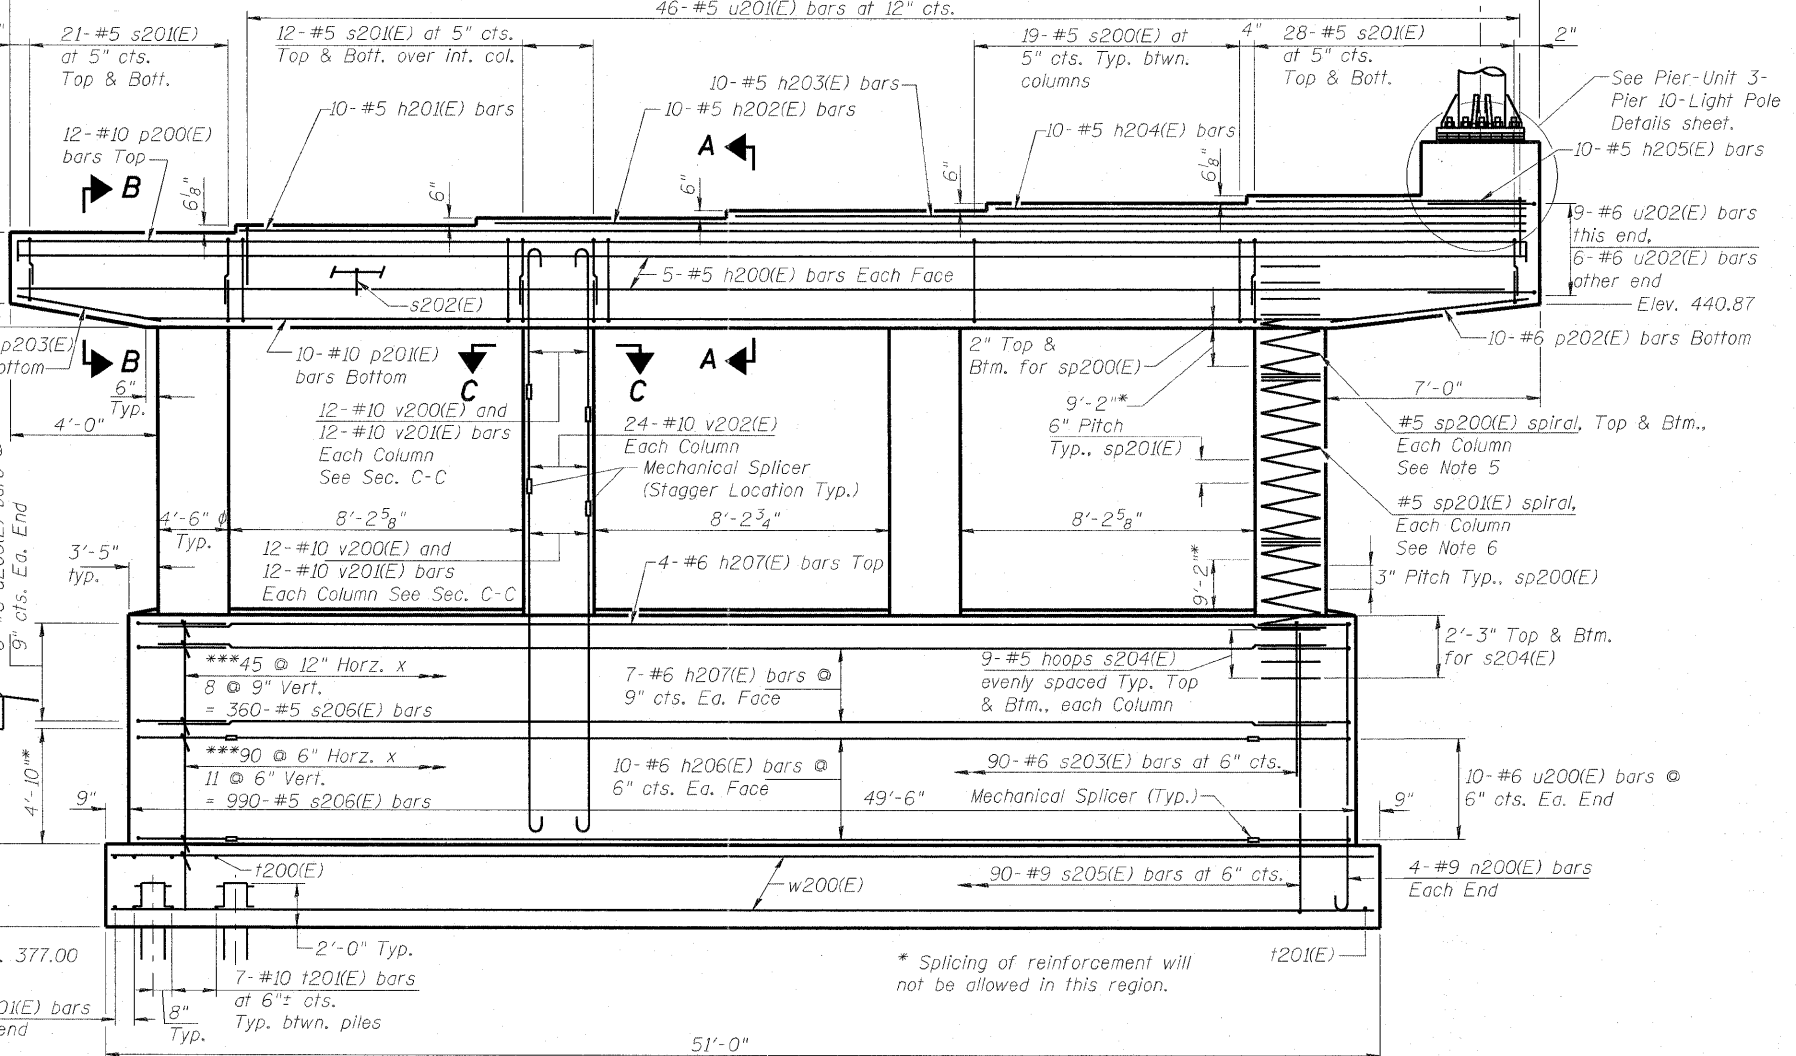 46-#5 u201(E) bars at 12" cts.
21-#5 s201(E)
at 5" cts.
Top & Bott.
12-#5 s201(E) at 5" cts.
Top & Bott. over int. col.
19-#5 s200(E) at
5" cts. Typ. btwn.
columns
4"
28-#5 s201(E)
at 5" cts.
Top & Bott.
2"
10-#5 h203(E) bars
10-#5 h201(E) bars
10-#5 h202(E) bars
See Pier-Unit 3-
Pier 10-Light Pole
Details sheet.
12-#10 p200(E)
bars Top
10-#5 h204(E) bars
A
10-#5 h205(E) bars
B
6⅛"
6"
6"
6"
6⅛"
9-#6 u202(E) bars
this end,
6-#6 u202(E) bars
other end
5-#5 h200(E) bars Each Face
s202(E)
Elev. 440.87
p203(E)
B
10-#10 p201(E)
bars Bottom
C
C
A
2" Top &
Btm. for sp200(E)
10-#6 p202(E) bars Bottom
6"
Typ.
4'-0"
12-#10 v200(E) and
12-#10 v201(E) bars
Each Column
See Sec. C-C
24-#10 v202(E)
Each Column
Mechanical Splicer
(Stagger Location Typ.)
9'-2"*
6" Pitch
Typ., sp201(E)
7'-0"
#5 sp200(E) spiral, Top & Btm.,
Each Column
See Note 5
#5 sp201(E) spiral,
Each Column
See Note 6
9" cts. Ea. End
4'-6" ϕ
Typ.
8'-2⅝"
8'-2¾"
8'-2⅝"
3'-5"
typ.
12-#10 v200(E) and
12-#10 v201(E) bars
Each Column See Sec. C-C
4-#6 h207(E) bars Top
9'-2"*
3" Pitch Typ., sp200(E)
***45 @ 12" Horz. x
8 @ 9" Vert.
= 360-#5 s206(E) bars
7-#6 h207(E) bars @
9" cts. Ea. Face
9-#5 hoops s204(E)
evenly spaced Typ. Top
& Btm., each Column
2'-3" Top & Btm.
for s204(E)
4'-10"*
***90 @ 6" Horz. x
11 @ 6" Vert.
= 990-#5 s206(E) bars
10-#6 h206(E) bars @
6" cts. Ea. Face
90-#6 s203(E) bars at 6" cts.
10-#6 u200(E) bars @
6" cts. Ea. End
9"
49'-6"
Mechanical Splicer (Typ.)
9"
t200(E)
w200(E)
90-#9 s205(E) bars at 6" cts.
4-#9 n200(E) bars
Each End
2'-0" Typ.
377.00
* Splicing of reinforcement will
not be allowed in this region.
t201(E)
7-#10 t201(E) bars
at 6"± cts.
Typ. btwn. piles
bars
end
8"
Typ.
51'-0"